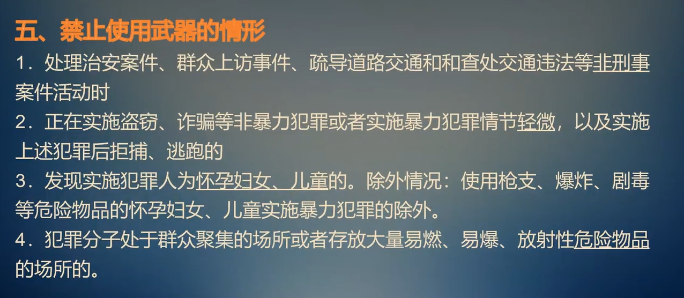 五、禁止使用武器的情形
1．处理治安案件、群众上访事件、疏导道路交通和和查处交通违法等非刑事
案件活动时
2．正在实施盗窃、诈骗等非暴力犯罪或者实施暴力犯罪情节轻微，以及实施
上述犯罪后拒捕、逃跑的
3．发现实施犯罪人为怀孕妇女、儿童的。除外情况：使用枪支、爆炸、剧毒
等危险物品的怀孕妇女、儿童实施暴力犯罪的除外。
4．犯罪分子处于群众聚集的场所或者存放大量易燃、易爆、放射性危险物品
的场所的。